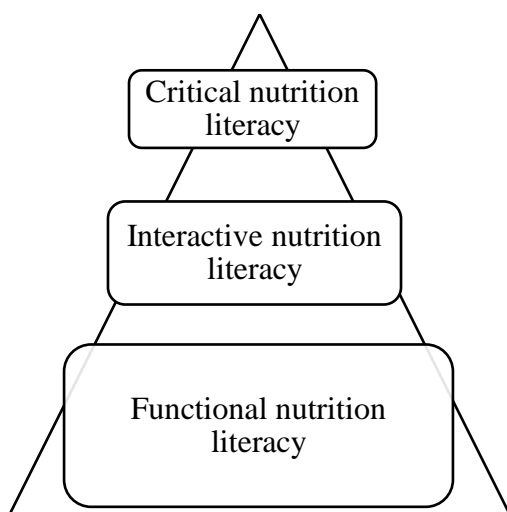 Critical nutrition
literacy
Interactive nutrition
literacy
Functional nutrition
literacy